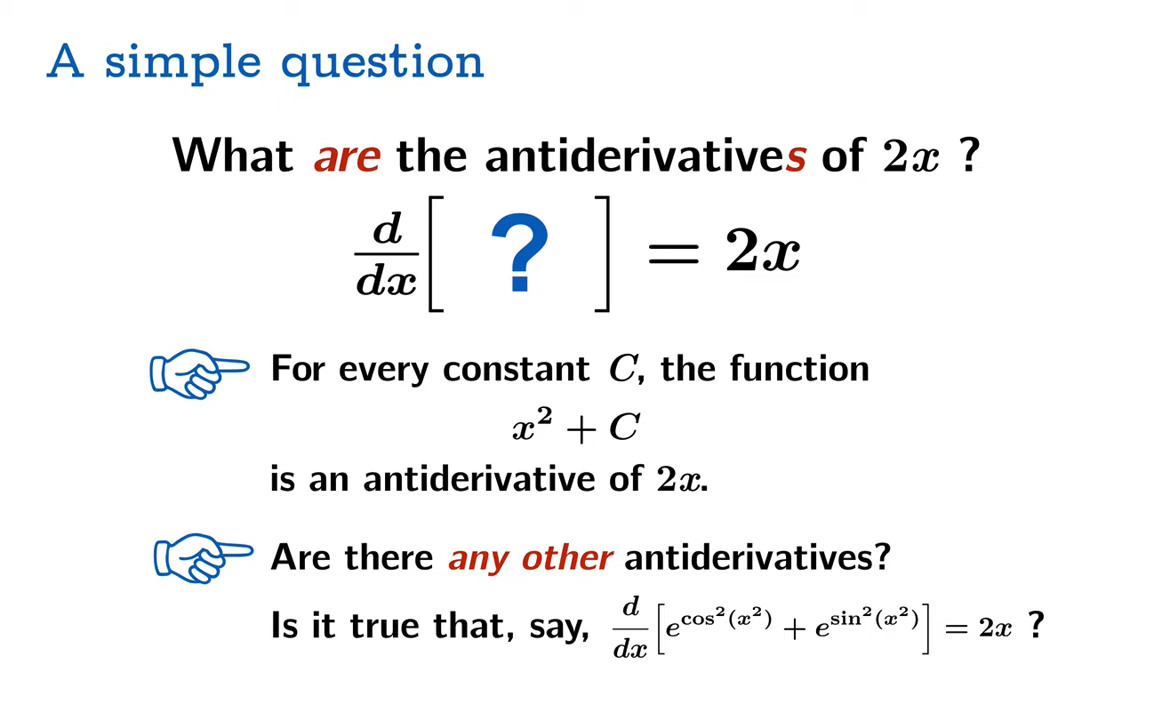 A simple question
What are the antiderivatives of 2x ?
d/dx [ ? ] = 2x
For every constant C, the function
x² + C
is an antiderivative of 2x.
Are there any other antiderivatives?
Is it true that, say, d/dx [e^cos²(x²) + e^sin²(x²)] = 2x ?